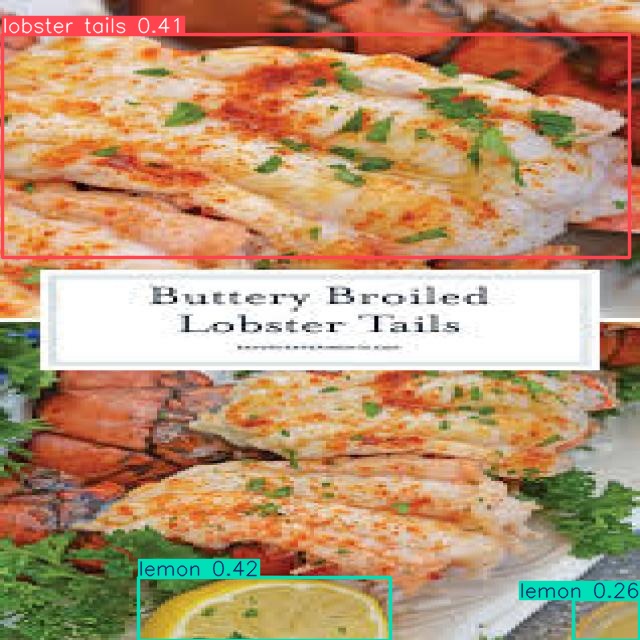 lobster tails 0.41
Buttery Broiled
Lobster Tails
lemon 0.42
lemon 0.26